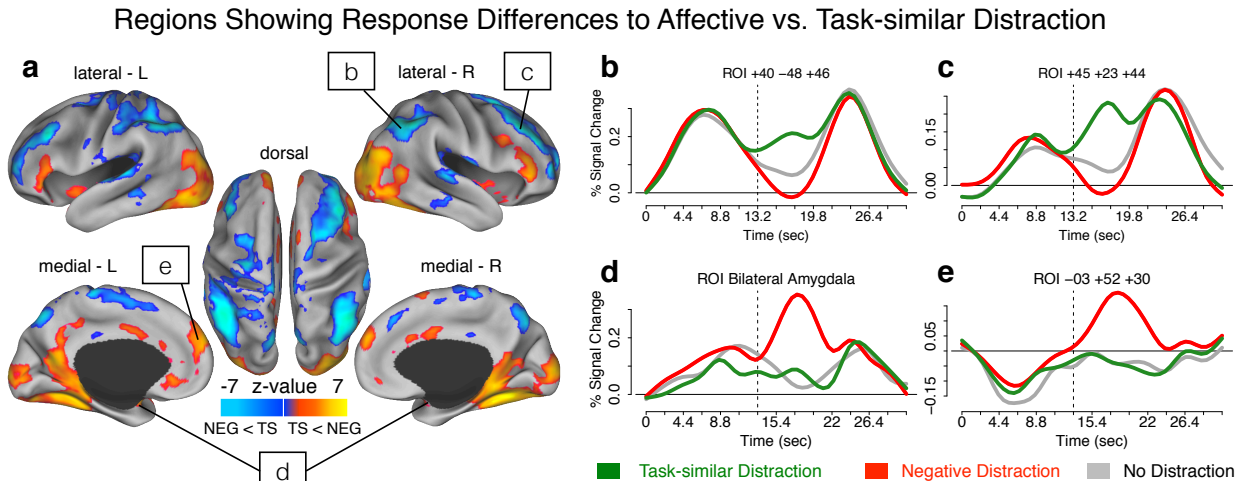 Regions Showing Response Differences to Affective vs. Task-similar Distraction
a
lateral - L
b
lateral - R
c
dorsal
medial - L
e
medial - R
-7 z-value 7
NEG < TS TS < NEG
d
b
ROI +40 −48 +46
% Signal Change
0.0 0.2
0 4.4 8.8 13.2 19.8 26.4
Time (sec)
c
ROI +45 +23 +44
0.00 0.15
0 4.4 8.8 13.2 19.8 26.4
Time (sec)
d
ROI Bilateral Amygdala
% Signal Change
0.0 0.2
0 4.4 8.8 15.4 22 26.4
Time (sec)
e
ROI −03 +52 +30
−0.15 0.05
0 4.4 8.8 15.4 22 26.4
Time (sec)
Task-similar Distraction Negative Distraction No Distraction